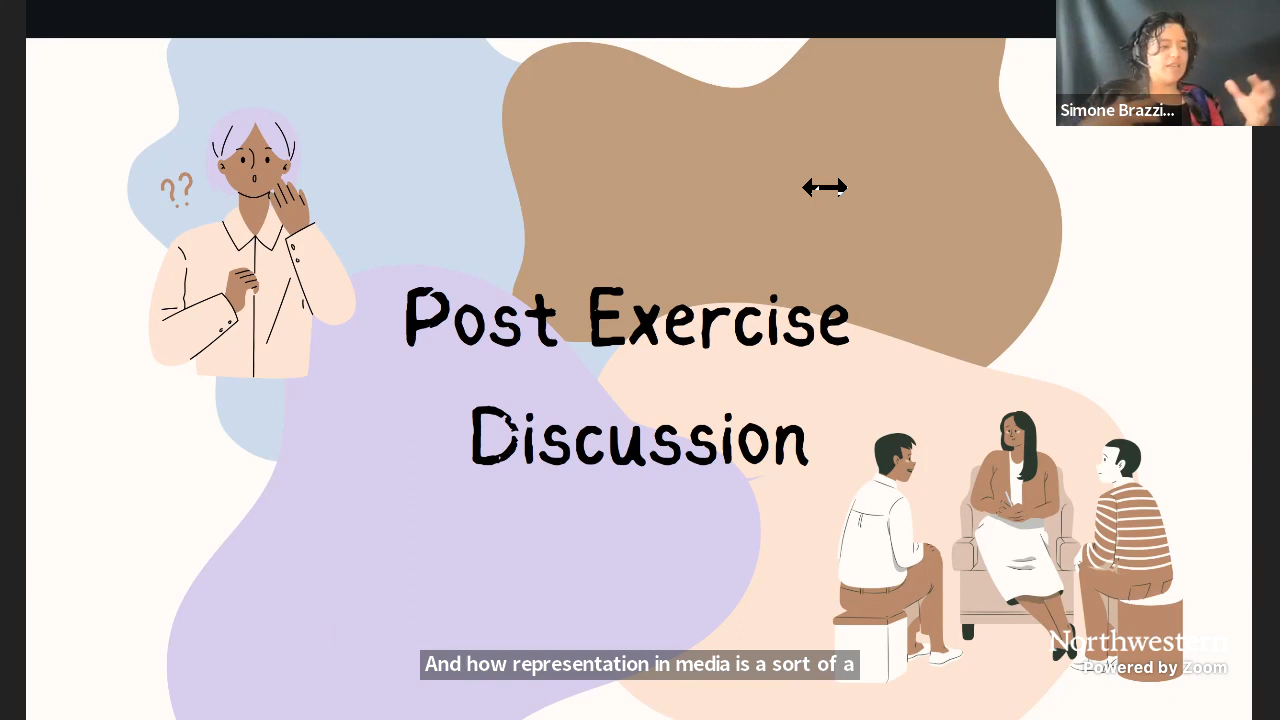 Simone Brazzi...
??
Post Exercise
Discussion
And how representation in media is a sort of a
Northwestern
Powered by Zoom